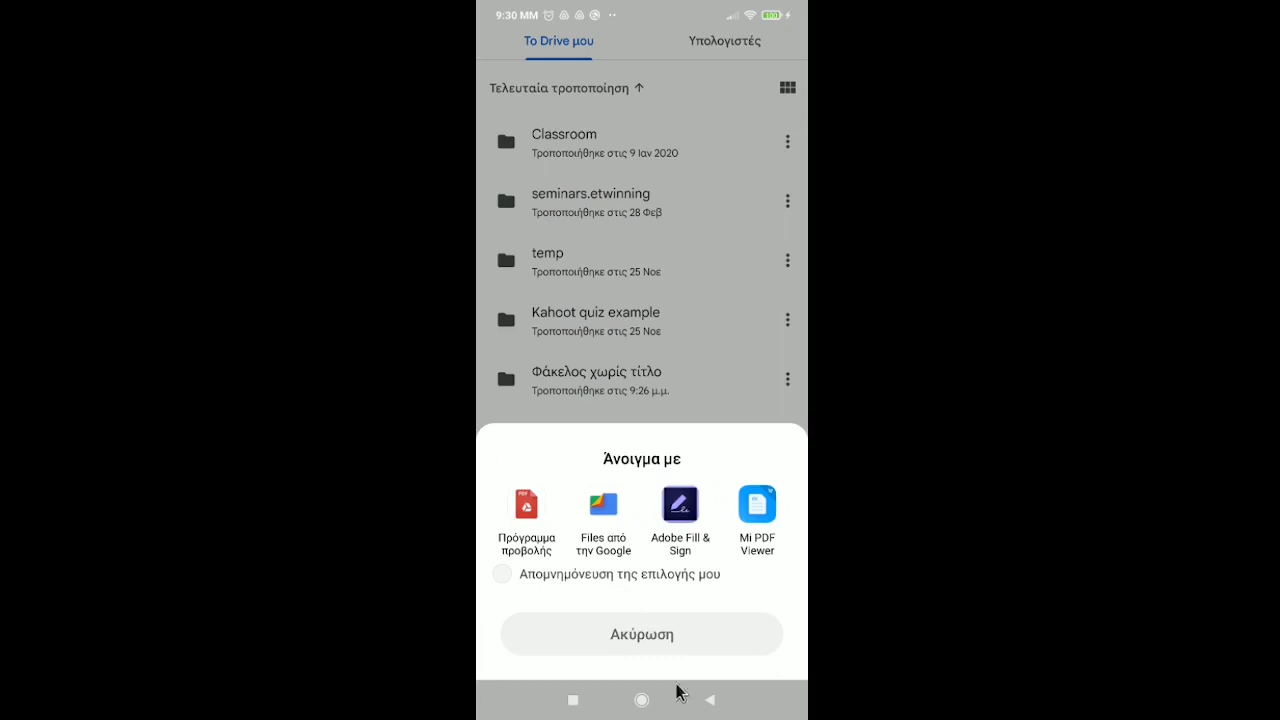 9:30 ΜΜ
100
Το Drive μου
Υπολογιστές
Τελευταία τροποποίηση ↑
Classroom
Τροποποιήθηκε στις 9 Ιαν 2020
seminars.etwinning
Τροποποιήθηκε στις 28 Φεβ
temp
Τροποποιήθηκε στις 25 Νοε
Kahoot quiz example
Τροποποιήθηκε στις 25 Νοε
Φάκελος χωρίς τίτλο
Τροποποιήθηκε στις 9:26 μ.μ.
Άνοιγμα με
PDF
Πρόγραμμα
προβολής
Files από
την Google
Adobe Fill &
Sign
Mi PDF
Viewer
Απομνημόνευση της επιλογής μου
Ακύρωση